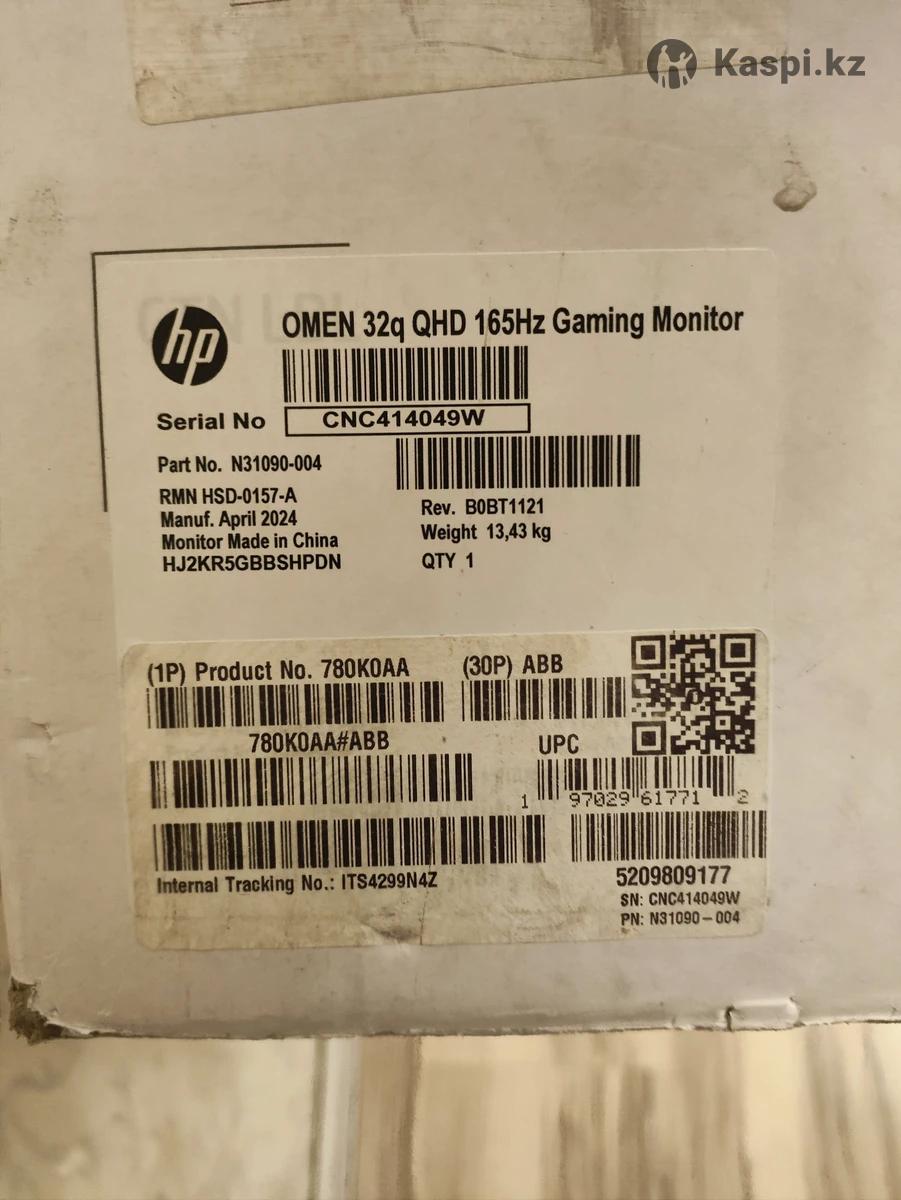 Kaspi.kz
hp
OMEN 32q QHD 165Hz Gaming Monitor
Serial No CNC414049W
Part No. N31090-004
RMN HSD-0157-A
Manuf. April 2024
Monitor Made in China
HJ2KR5GBBSHPDN
Rev. B0BT1121
Weight 13,43 kg
QTY 1
(1P) Product No. 780K0AA (30P) ABB
780K0AA#ABB UPC
1 97029 61771 2
Internal Tracking No.: ITS4299N4Z
5209809177
SN: CNC414049W
PN: N31090-004